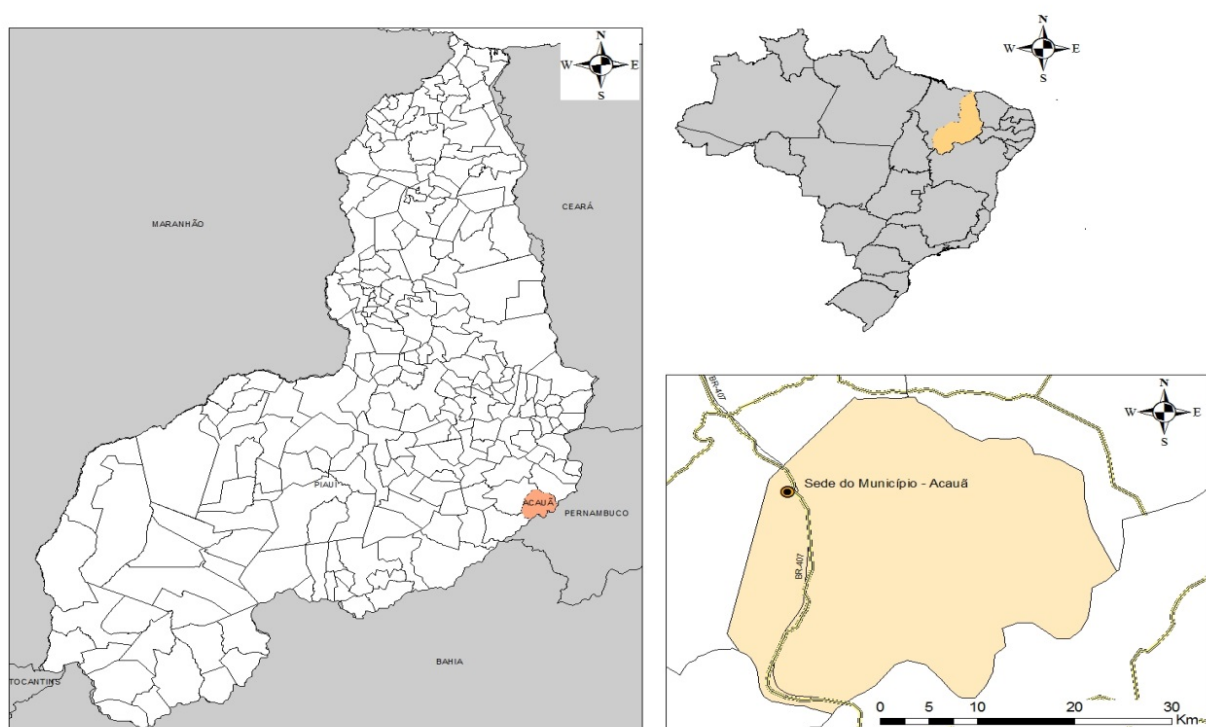 N
W E
S
MARANHÃO
CEARÁ
PIAUI
ACAUÃ
PERNAMBUCO
BAHIA
TOCANTINS
N
W E
S
BR-407
N
W E
S
Sede do Município - Acauã
BR-407
0 5 10 20 30
Km